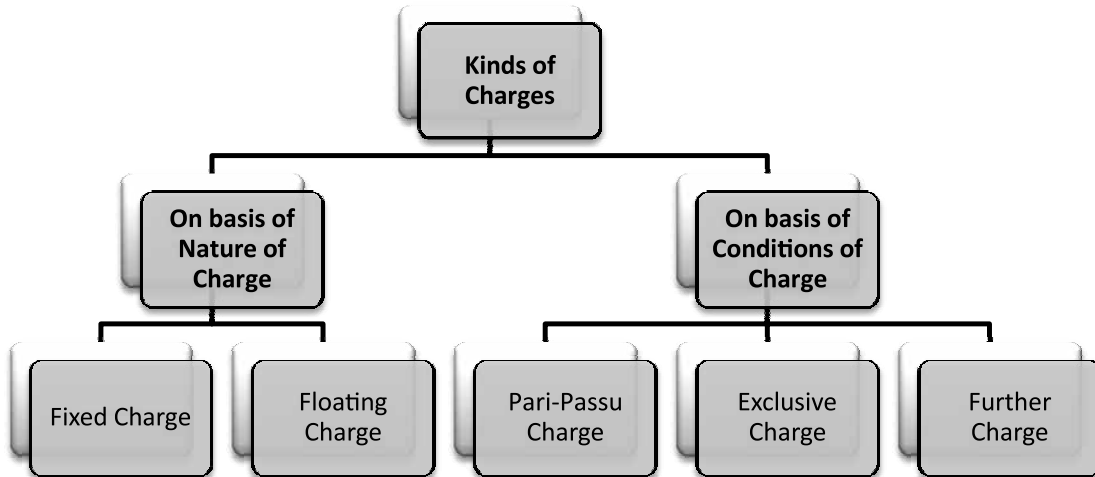 Kinds of
Charges
On basis of
Nature of
Charge
On basis of
Conditions of
Charge
Fixed Charge
Floating
Charge
Pari-Passu
Charge
Exclusive
Charge
Further
Charge